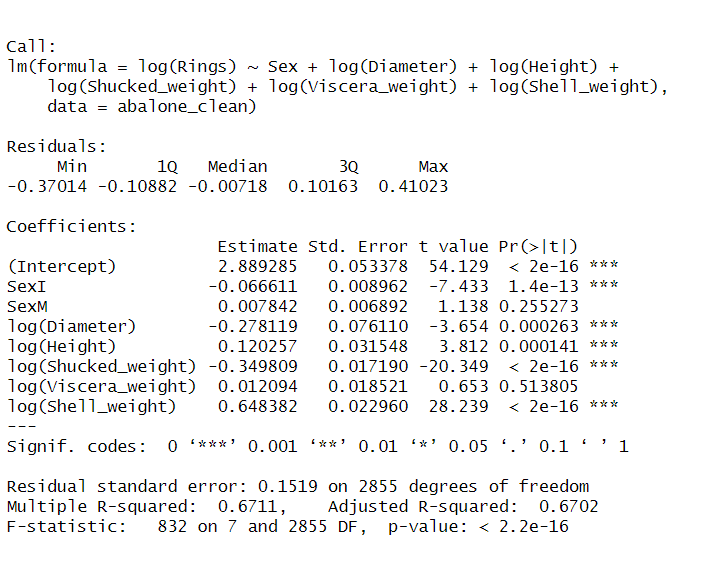 Call:
lm(formula = log(Rings) ~ Sex + log(Diameter) + log(Height) +
    log(Shucked_weight) + log(Viscera_weight) + log(Shell_weight),
    data = abalone_clean)
Residuals:
     Min       1Q   Median       3Q      Max
-0.37014 -0.10882 -0.00718  0.10163  0.41023
Coefficients:
                     Estimate Std. Error t value Pr(>|t|)
(Intercept)          2.889285   0.053378  54.129  < 2e-16 ***
SexI                -0.066611   0.008962  -7.433  1.4e-13 ***
SexM                 0.007842   0.006892   1.138 0.255273
log(Diameter)       -0.278119   0.076110  -3.654 0.000263 ***
log(Height)          0.120257   0.031548   3.812 0.000141 ***
log(Shucked_weight) -0.349809   0.017190 -20.349  < 2e-16 ***
log(Viscera_weight)  0.012094   0.018521   0.653 0.513805
log(Shell_weight)    0.648382   0.022960  28.239  < 2e-16 ***
---
Signif. codes:  0 ‘***’ 0.001 ‘**’ 0.01 ‘*’ 0.05 ‘.’ 0.1 ‘ ’ 1
Residual standard error: 0.1519 on 2855 degrees of freedom
Multiple R-squared:  0.6711,    Adjusted R-squared:  0.6702
F-statistic:   832 on 7 and 2855 DF,  p-value: < 2.2e-16